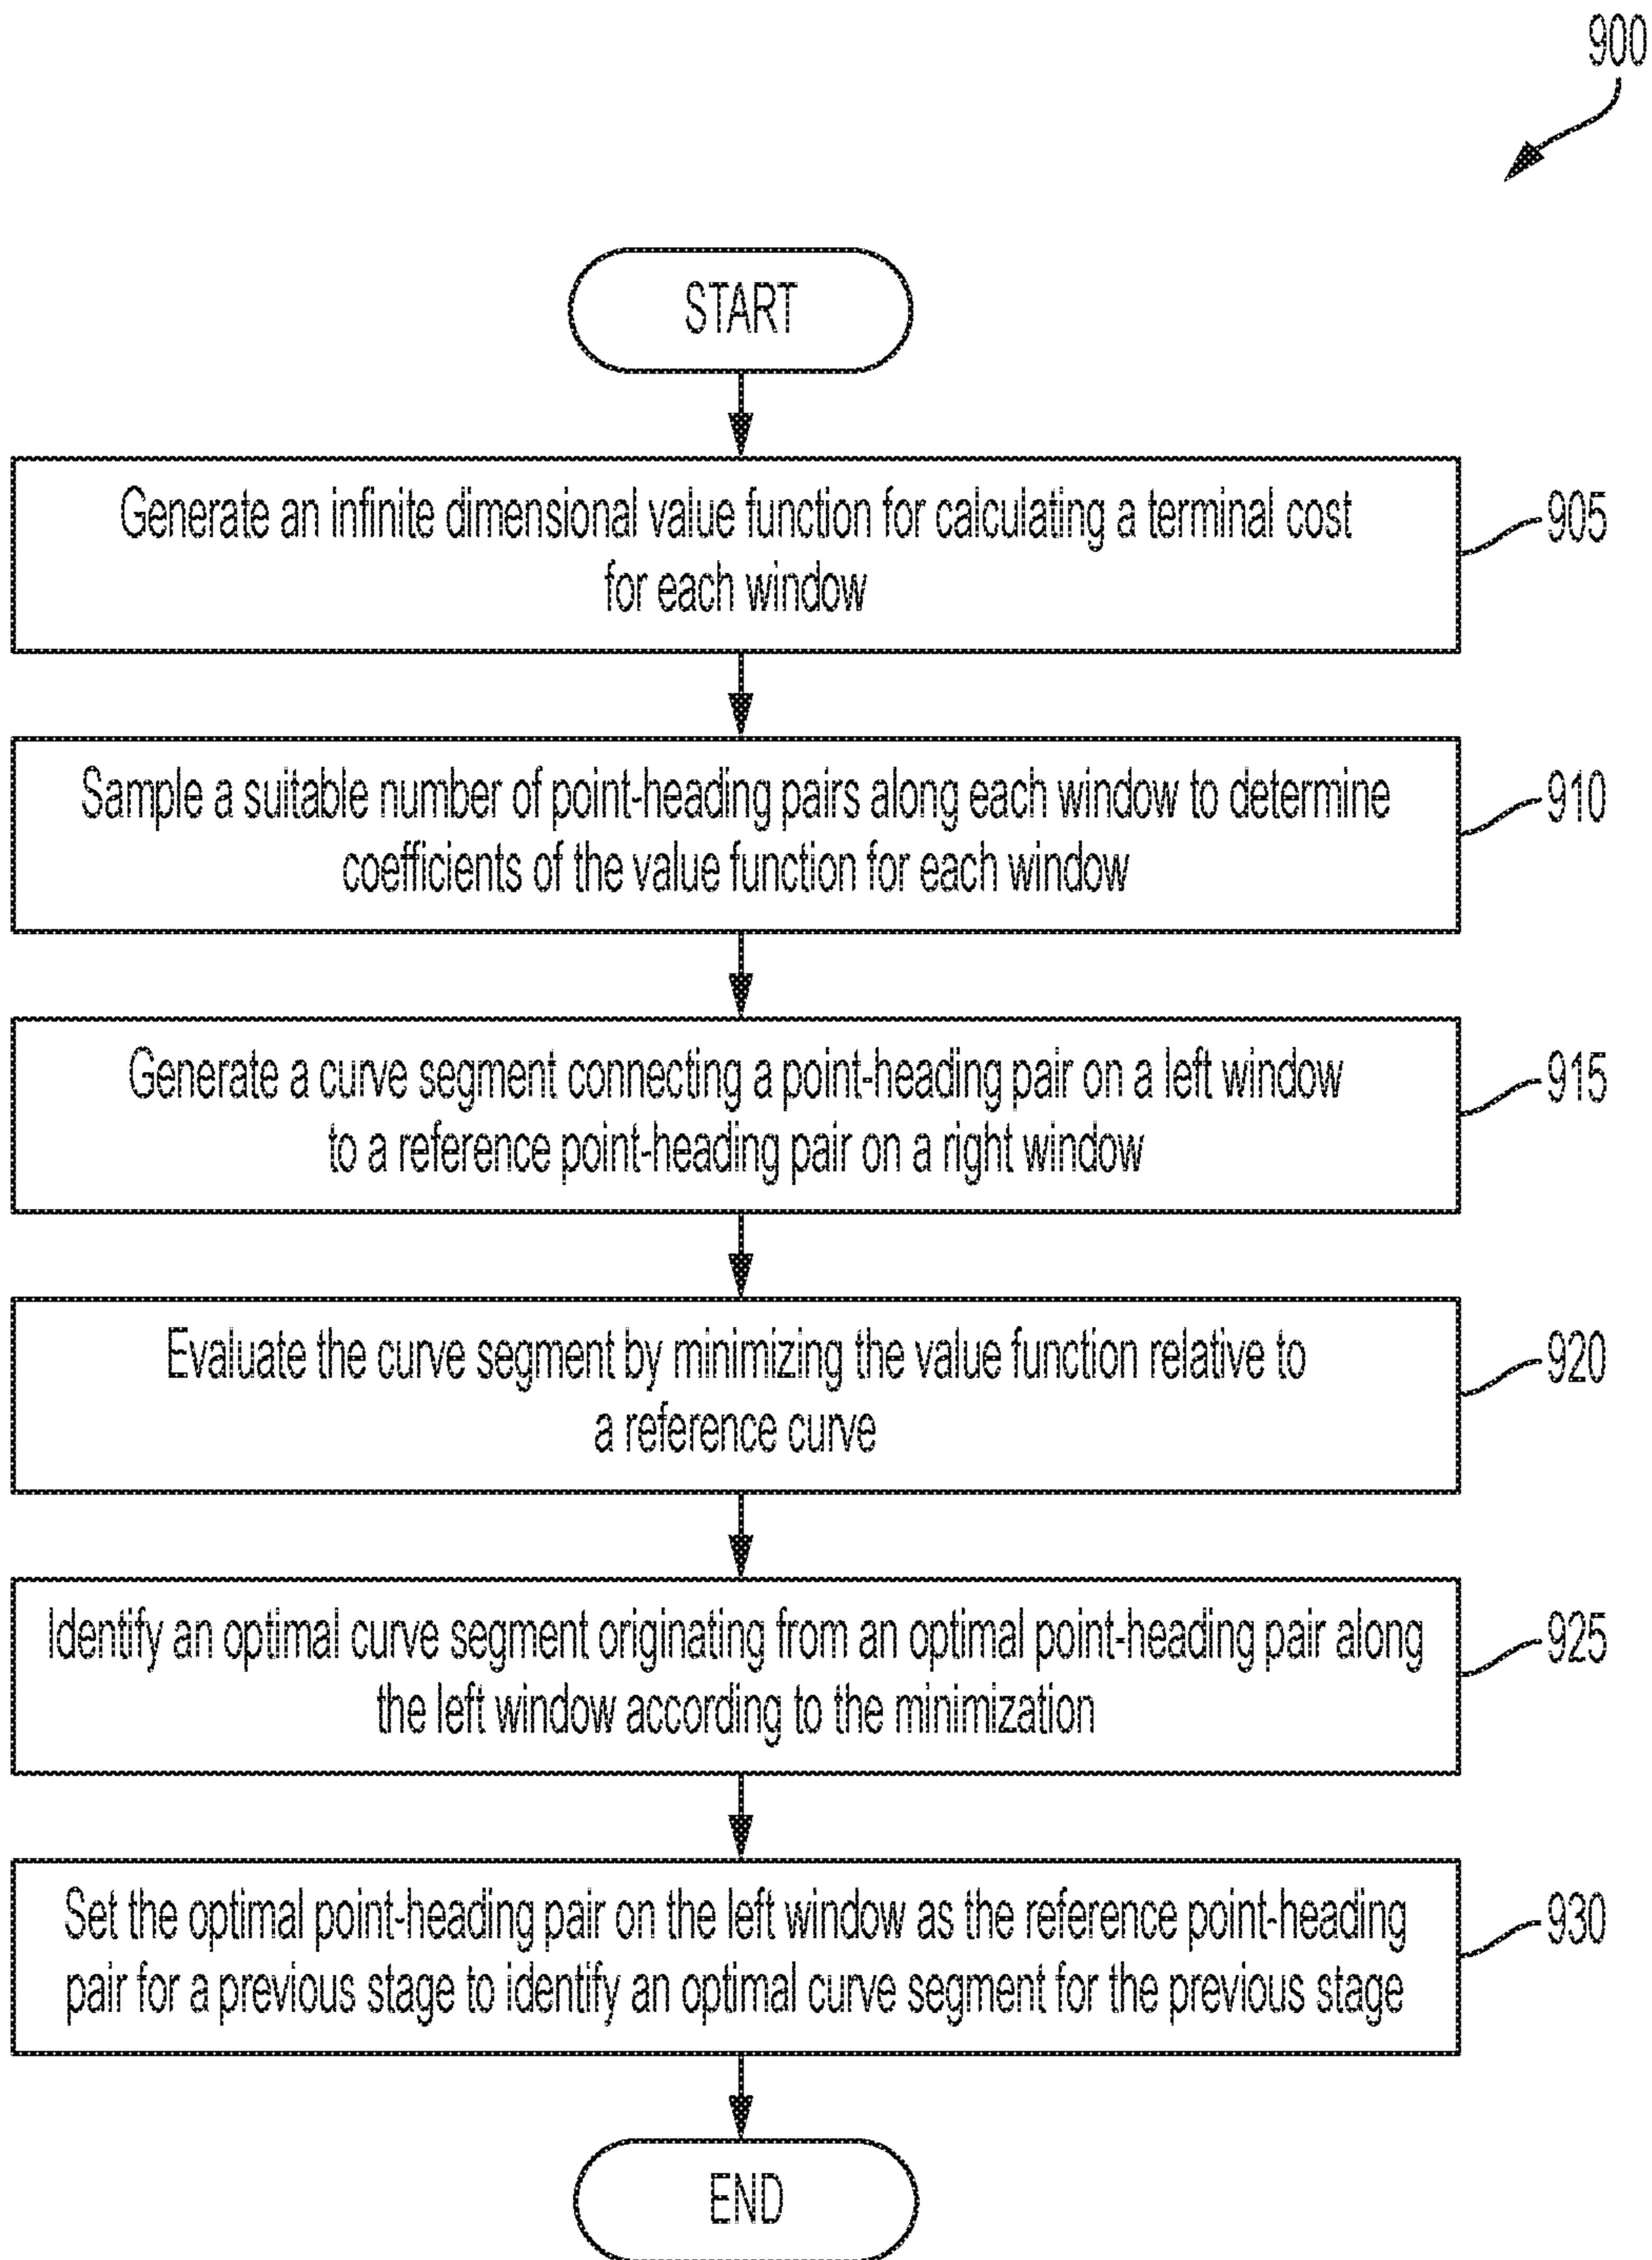 900
START
Generate an infinite dimensional value function for calculating a terminal cost
for each window
905
Sample a suitable number of point-heading pairs along each window to determine
coefficients of the value function for each window
910
Generate a curve segment connecting a point-heading pair on a left window
to a reference point-heading pair on a right window
915
Evaluate the curve segment by minimizing the value function relative to
a reference curve
920
Identify an optimal curve segment originating from an optimal point-heading pair along
the left window according to the minimization
925
Set the optimal point-heading pair on the left window as the reference point-heading
pair for a previous stage to identify an optimal curve segment for the previous stage
930
END